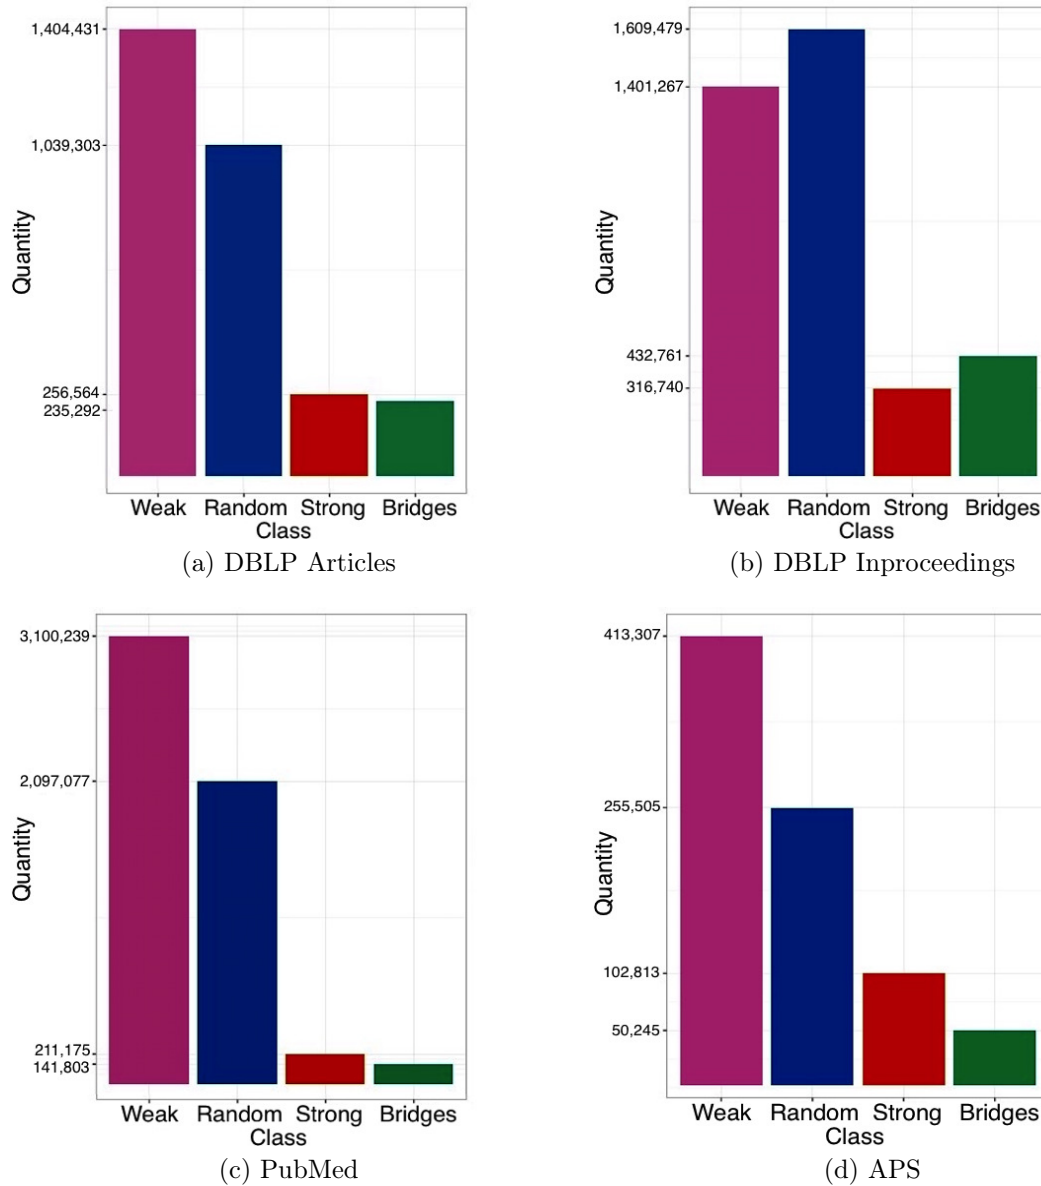 1,404,431
1,039,303
256,564
235,292
Quantity
Weak Random Strong Bridges
Class
(a) DBLP Articles
1,609,479
1,401,267
432,761
316,740
Quantity
Weak Random Strong Bridges
Class
(b) DBLP Inproceedings
3,100,239
2,097,077
211,175
141,803
Quantity
Weak Random Strong Bridges
Class
(c) PubMed
413,307
255,505
102,813
50,245
Quantity
Weak Random Strong Bridges
Class
(d) APS